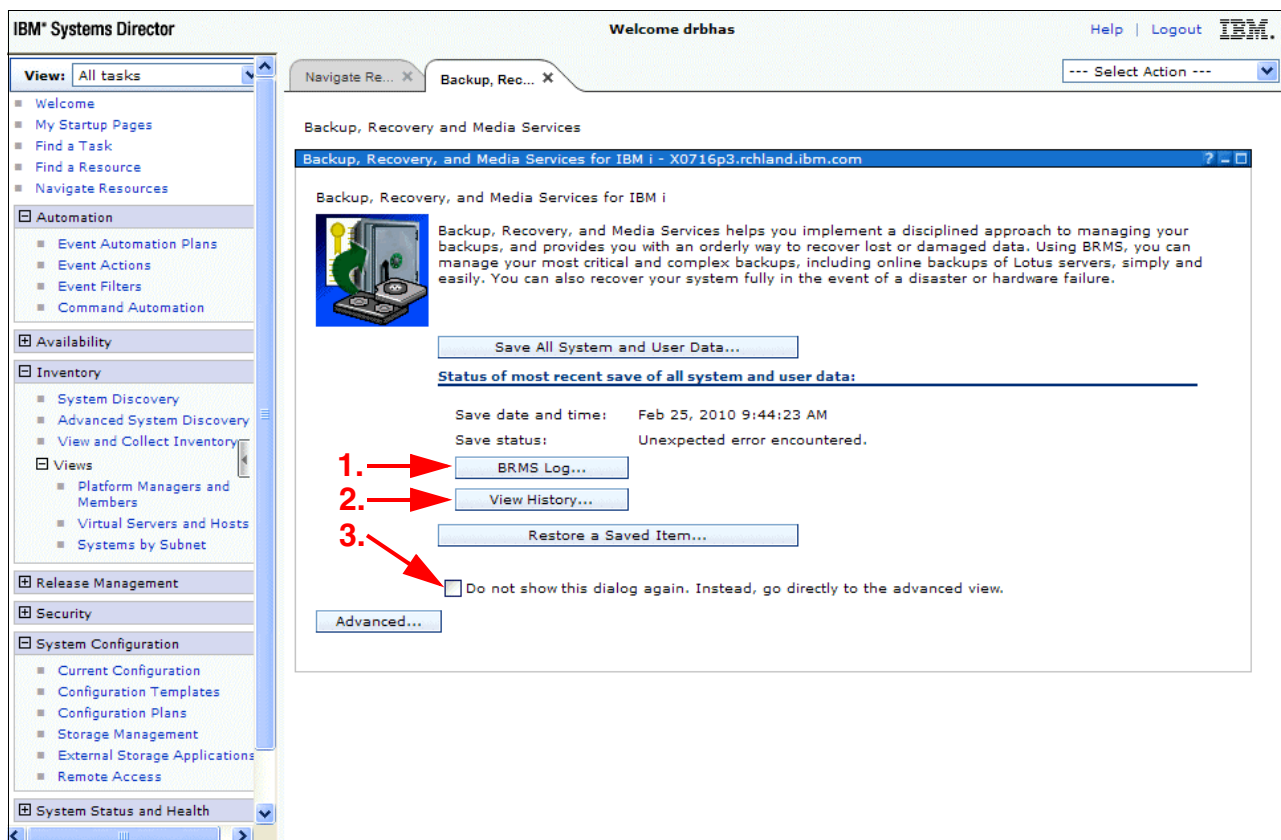 IBM® Systems Director
Welcome drbhas
Help | Logout
IBM.
View: All tasks
Navigate Re...
Backup, Rec...
--- Select Action ---
Welcome
My Startup Pages
Find a Task
Find a Resource
Navigate Resources
Automation
Event Automation Plans
Event Actions
Event Filters
Command Automation
Availability
Inventory
System Discovery
Advanced System Discovery
View and Collect Inventory
Views
Platform Managers and
Members
Virtual Servers and Hosts
Systems by Subnet
Release Management
Security
System Configuration
Current Configuration
Configuration Templates
Configuration Plans
Storage Management
External Storage Applications
Remote Access
System Status and Health
Backup, Recovery and Media Services
Backup, Recovery, and Media Services for IBM i - X0716p3.rchland.ibm.com
Backup, Recovery, and Media Services for IBM i
Backup, Recovery, and Media Services helps you implement a disciplined approach to managing your
backups, and provides you with an orderly way to recover lost or damaged data. Using BRMS, you can
manage your most critical and complex backups, including online backups of Lotus servers, simply and
easily. You can also recover your system fully in the event of a disaster or hardware failure.
Save All System and User Data...
Status of most recent save of all system and user data:
Save date and time: Feb 25, 2010 9:44:23 AM
Save status: Unexpected error encountered.
1. BRMS Log...
2. View History...
3.
Restore a Saved Item...
Do not show this dialog again. Instead, go directly to the advanced view.
Advanced...